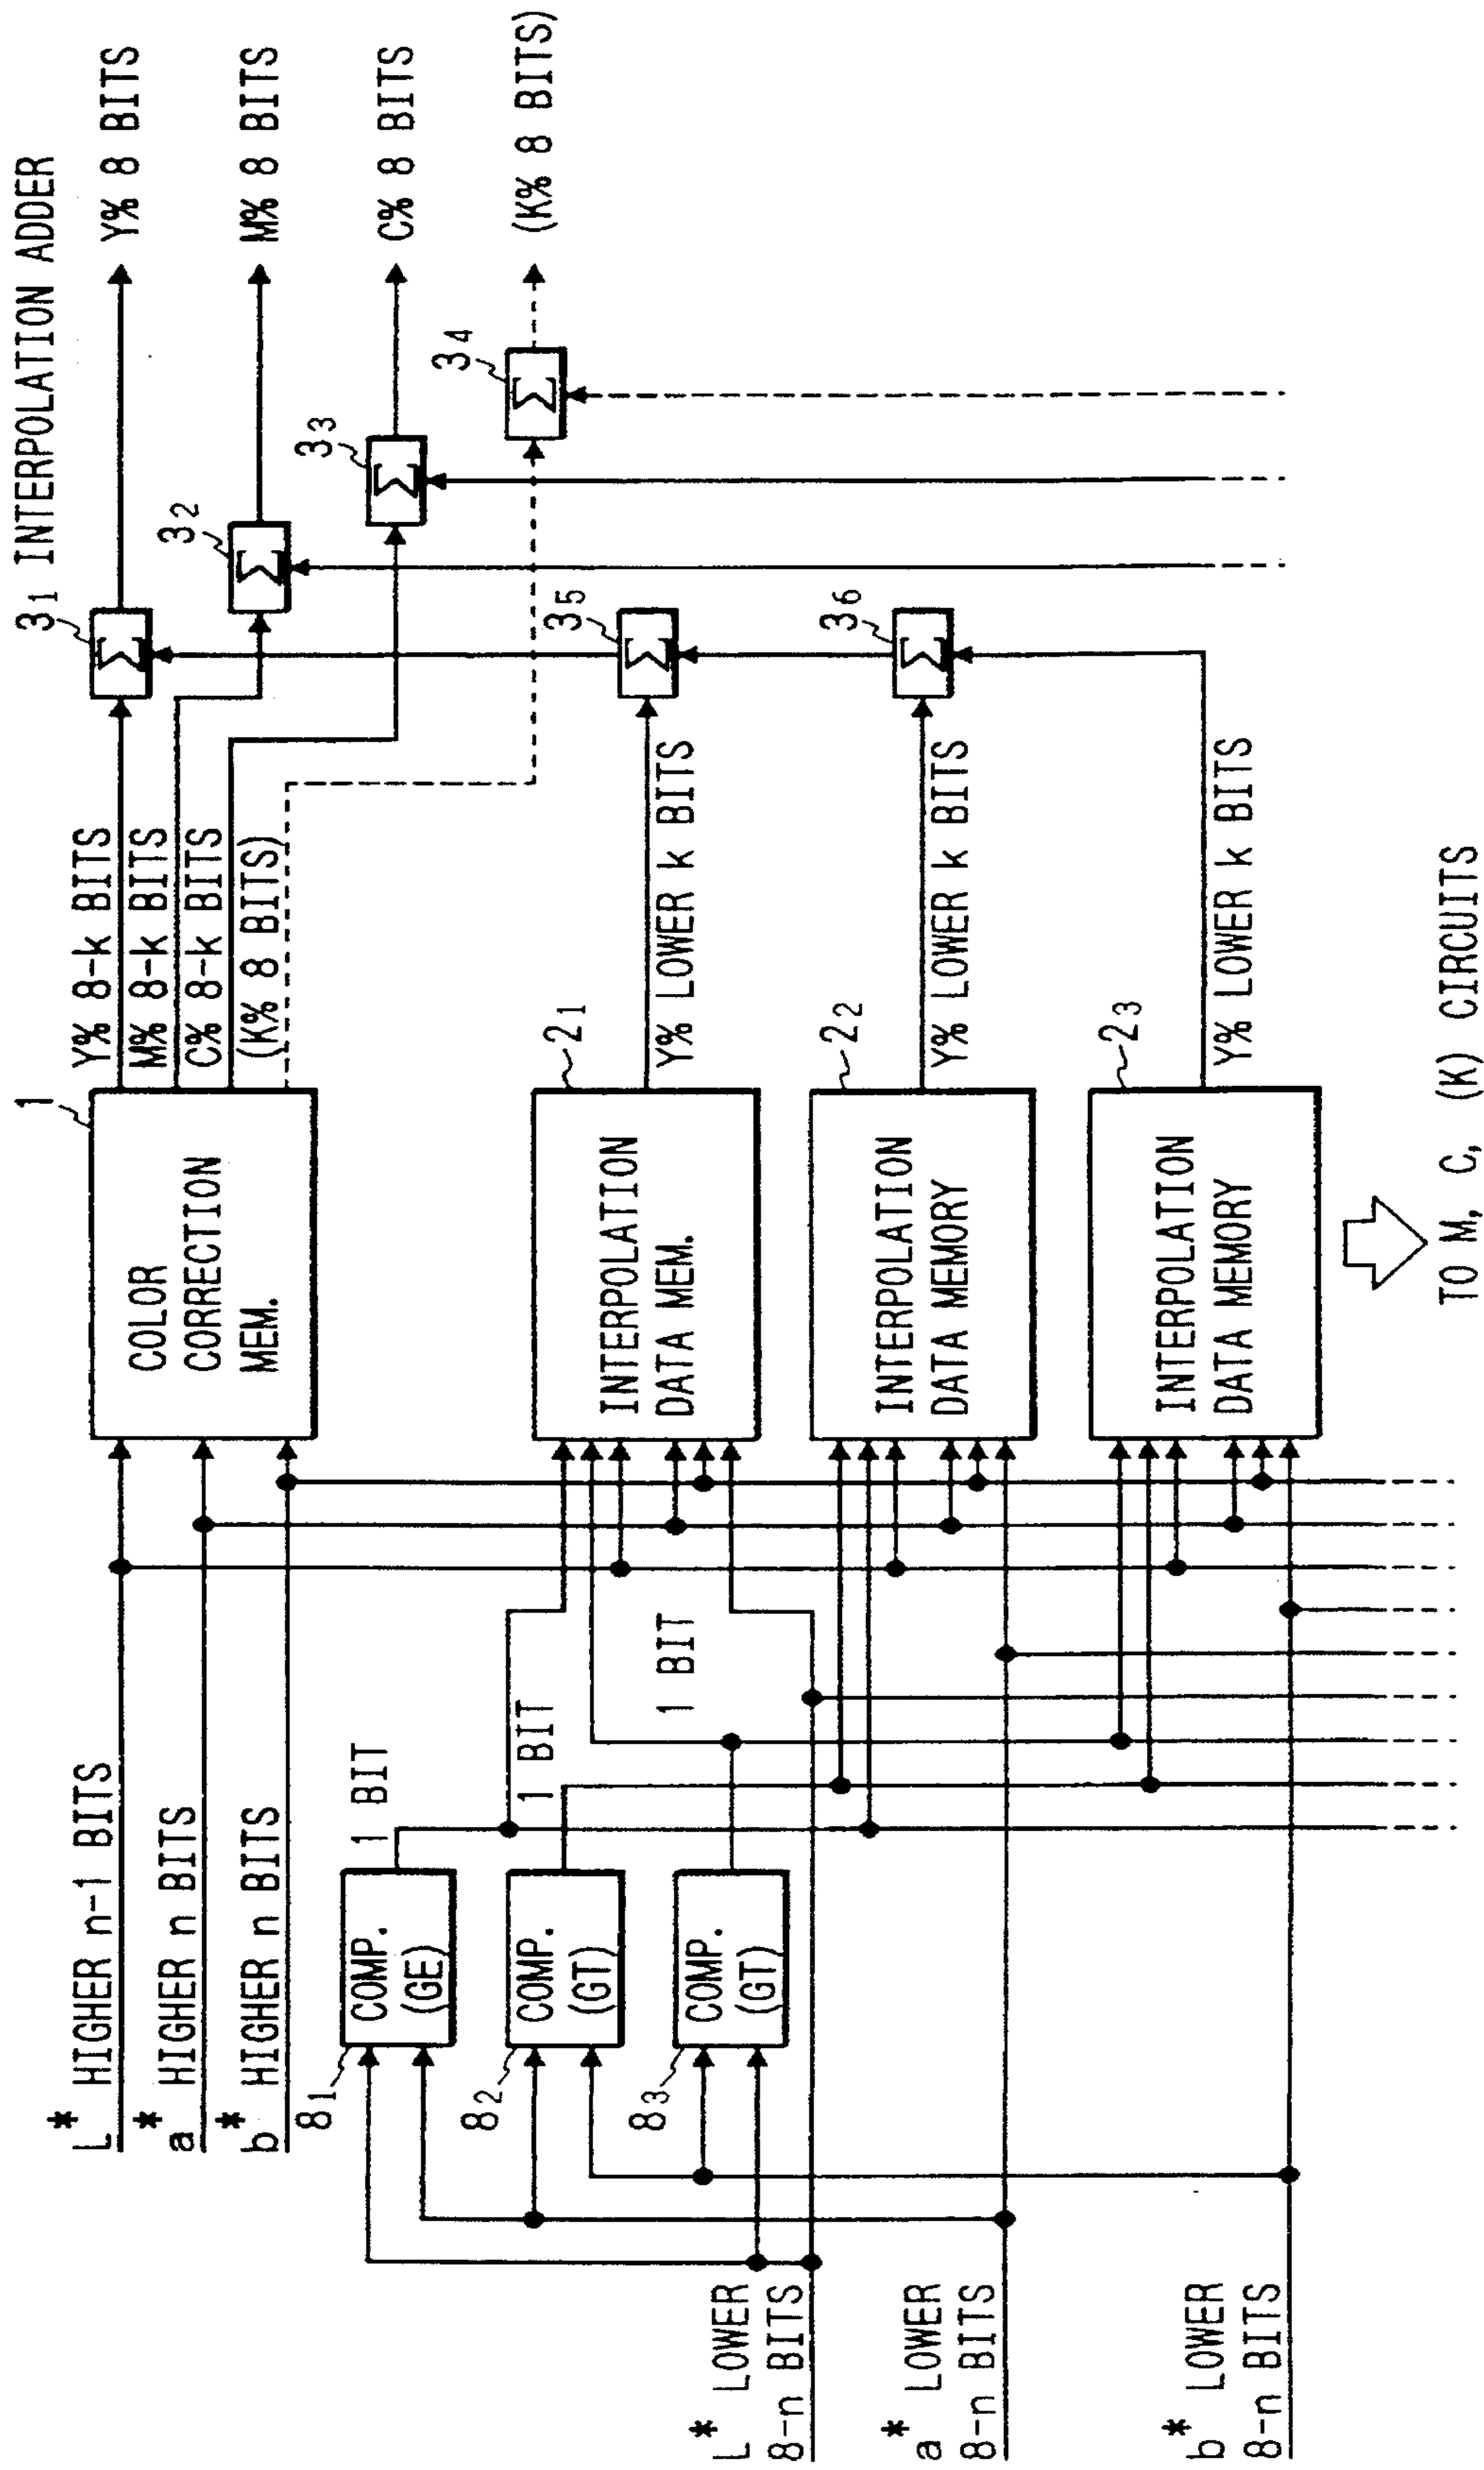 L* HIGHER n-1 BITS
a* HIGHER n BITS
b* HIGHER n BITS
8₁
COMP.
(GE)
1 BIT
8₂
COMP.
(GT)
1 BIT
8₃
COMP.
(GT)
1 BIT
L* LOWER
8-n BITS
a* LOWER
8-n BITS
b* LOWER
8-n BITS
1
COLOR
CORRECTION
MEM.
Y% 8-k BITS
M% 8-k BITS
C% 8-k BITS
(K% 8 BITS)
2₁
INTERPOLATION
DATA MEM.
Y% LOWER k BITS
2₂
INTERPOLATION
DATA MEMORY
Y% LOWER k BITS
2₃
INTERPOLATION
DATA MEMORY
Y% LOWER k BITS
TO M, C, (K) CIRCUITS
3₁ INTERPOLATION ADDER
Σ
Y% 8 BITS
3₂
Σ
M% 8 BITS
3₃
Σ
C% 8 BITS
3₄
Σ
(K% 8 BITS)
3₅
Σ
3₆
Σ